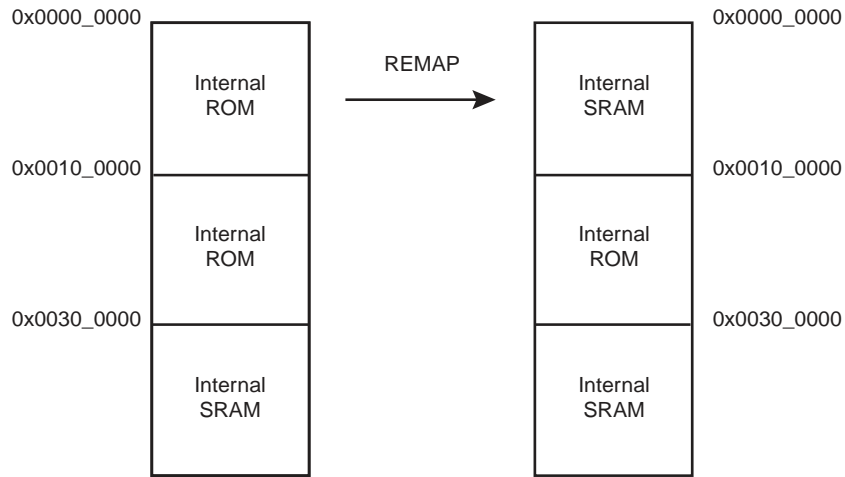 0x0000_0000
0x0000_0000
Internal
ROM
REMAP
Internal
SRAM
0x0010_0000
0x0010_0000
Internal
ROM
Internal
ROM
0x0030_0000
0x0030_0000
Internal
SRAM
Internal
SRAM